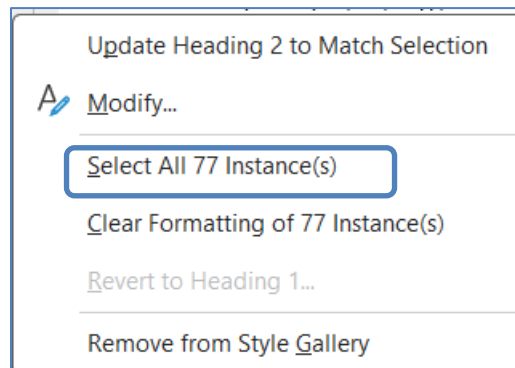 Update Heading 2 to Match Selection
Modify...
Select All 77 Instance(s)
Clear Formatting of 77 Instance(s)
Revert to Heading 1...
Remove from Style Gallery